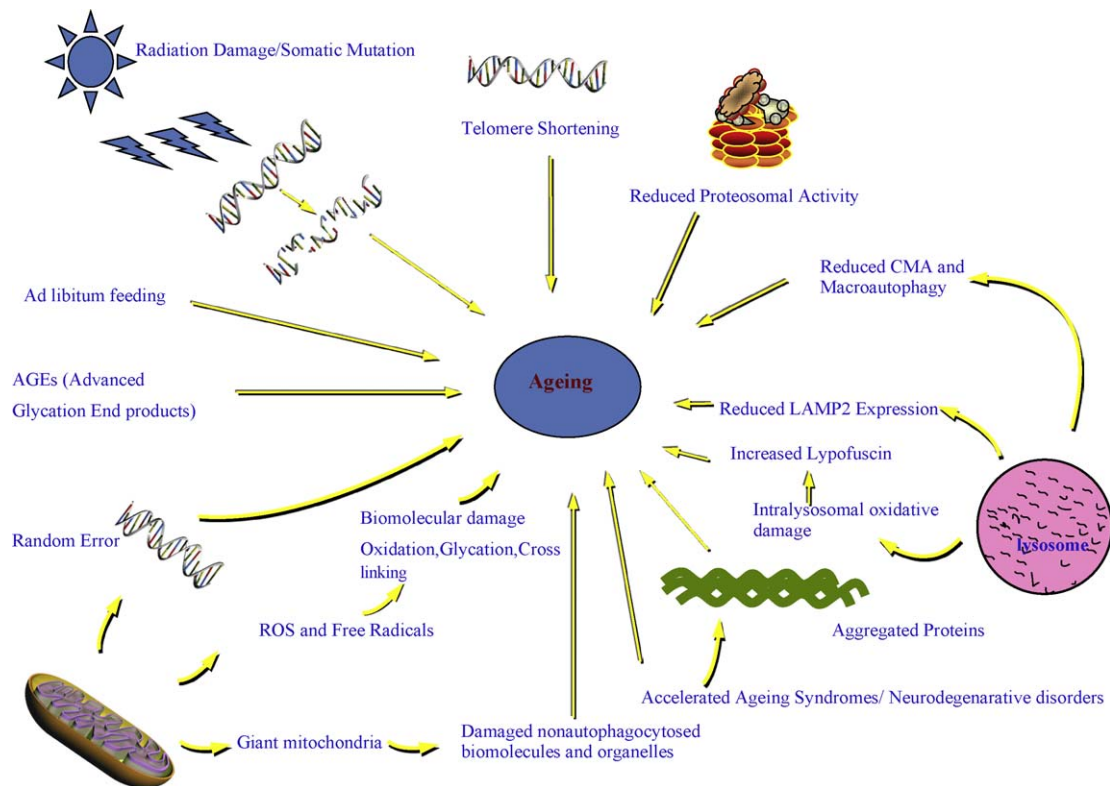 Radiation Damage/Somatic Mutation
Telomere Shortening
Reduced Proteosomal Activity
Reduced CMA and
Macroautophagy
Ad libitum feeding
AGEs (Advanced
Glycation End products)
Ageing
Reduced LAMP2 Expression
Increased Lypofuscin
Intralysosomal oxidative
damage
lysosome
Random Error
Biomolecular damage
Oxidation,Glycation,Cross
linking
ROS and Free Radicals
Aggregated Proteins
Accelerated Ageing Syndromes/ Neurodegenarative disorders
Giant mitochondria
Damaged nonautophagocytosed
biomolecules and organelles